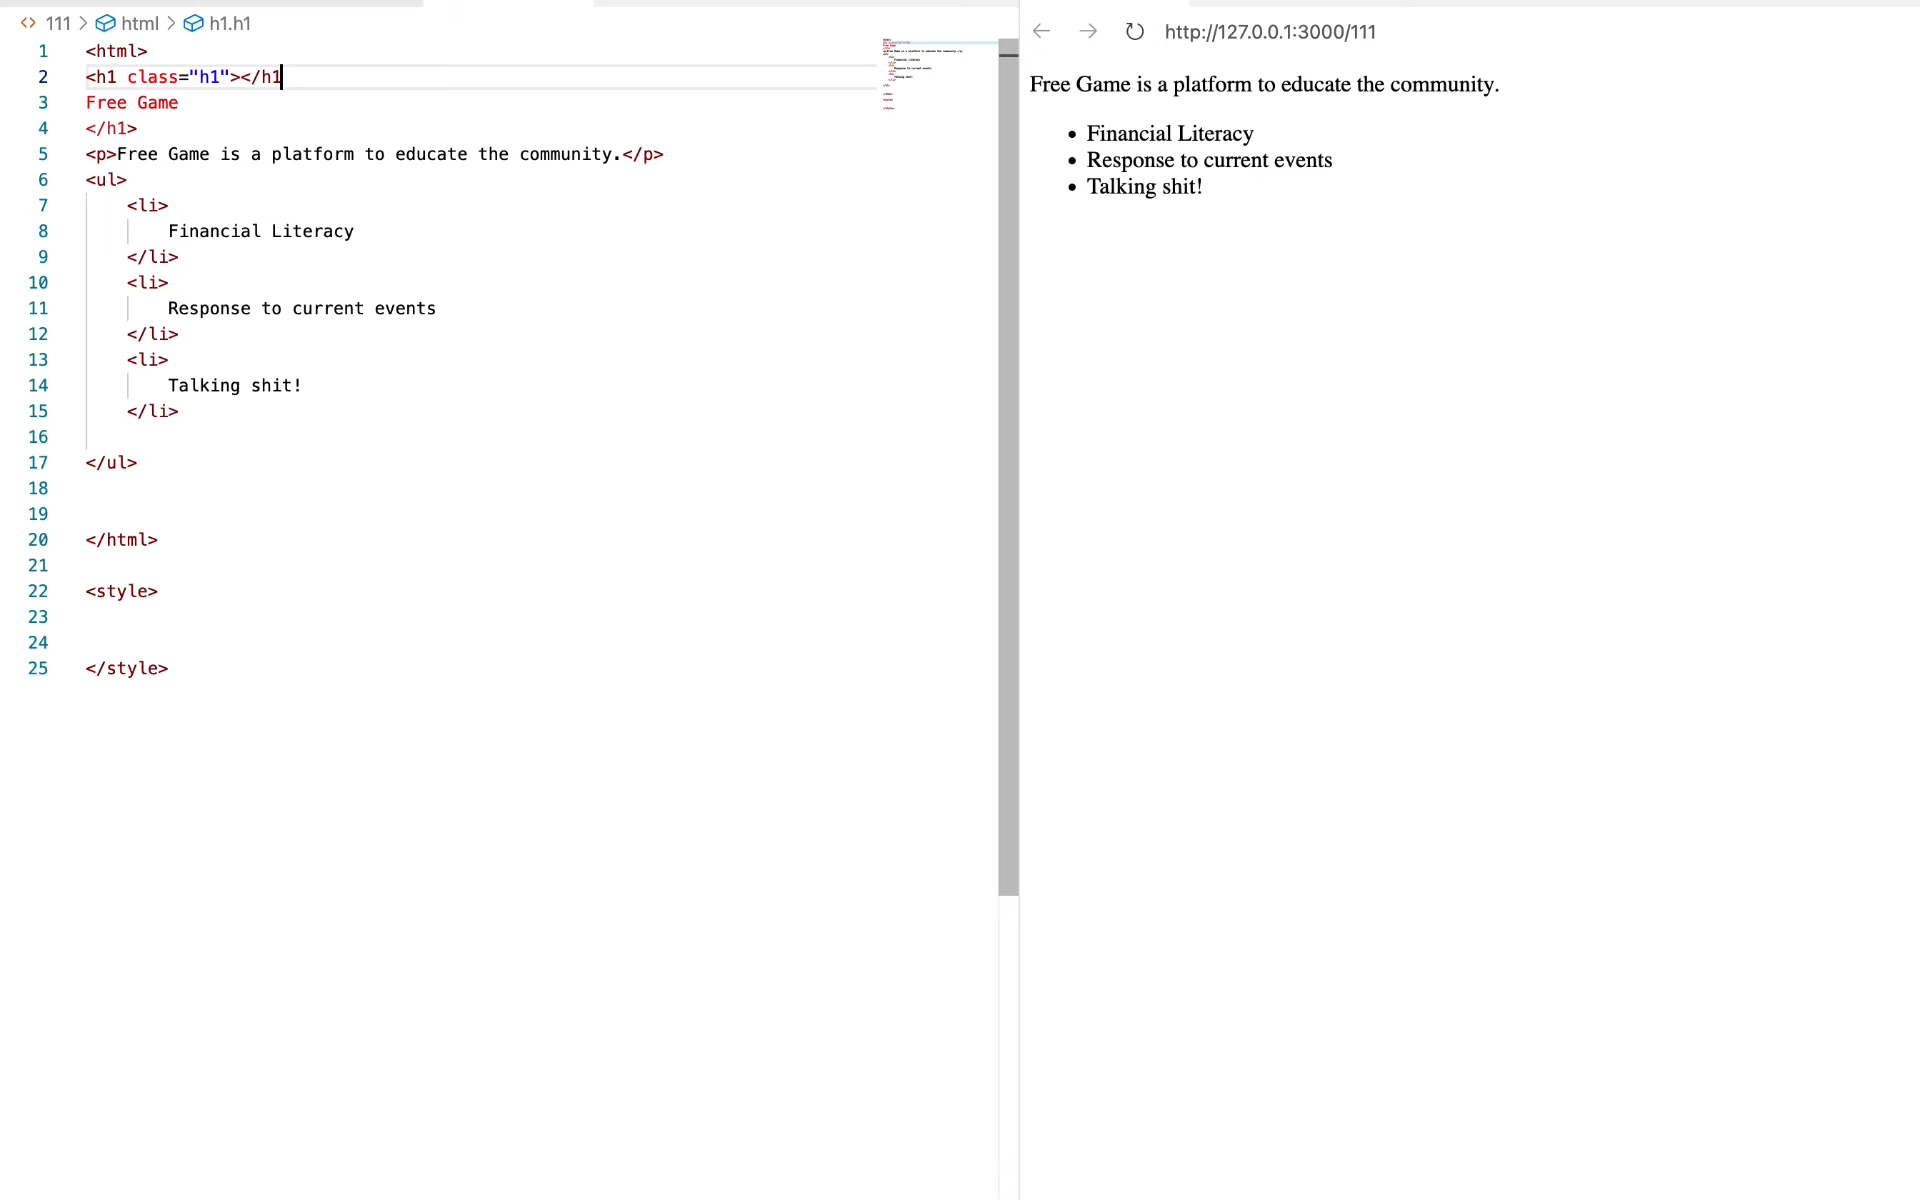 111 > html > h1.h1
1 <html>
2 <h1 class="h1"></h1
3 Free Game
4 </h1>
5 <p>Free Game is a platform to educate the community.</p>
6 <ul>
7 <li>
8 Financial Literacy
9 </li>
10 <li>
11 Response to current events
12 </li>
13 <li>
14 Talking shit!
15 </li>
16
17 </ul>
18
19
20 </html>
21
22 <style>
23
24
25 </style>
http://127.0.0.1:3000/111
Free Game is a platform to educate the community.
• Financial Literacy
• Response to current events
• Talking shit!